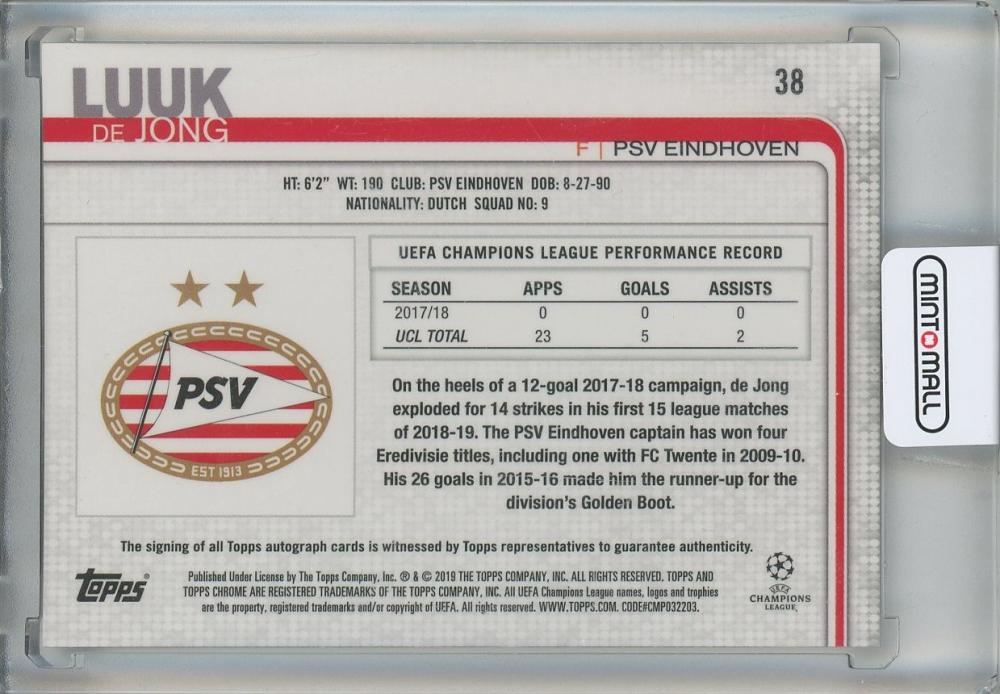 LUUK
DE JONG
38
F | PSV EINDHOVEN
HT: 6'2" WT: 190 CLUB: PSV EINDHOVEN DOB: 8-27-90
NATIONALITY: DUTCH SQUAD NO: 9
PSV
EST 1913
UEFA CHAMPIONS LEAGUE PERFORMANCE RECORD
SEASON APPS GOALS ASSISTS
2017/18 0 0 0
UCL TOTAL 23 5 2
On the heels of a 12-goal 2017-18 campaign, de Jong
exploded for 14 strikes in his first 15 league matches
of 2018-19. The PSV Eindhoven captain has won four
Eredivisie titles, including one with FC Twente in 2009-10.
His 26 goals in 2015-16 made him the runner-up for the
division's Golden Boot.
The signing of all Topps autograph cards is witnessed by Topps representatives to guarantee authenticity.
Topps
Published Under License by The Topps Company, Inc. ® & © 2019 THE TOPPS COMPANY, INC. ALL RIGHTS RESERVED. TOPPS AND
TOPPS CHROME ARE REGISTERED TRADEMARKS OF THE TOPPS COMPANY, INC. All UEFA Champions League names, logos and trophies
are the property, registered trademarks and/or copyright of UEFA. All rights reserved. WWW.TOPPS.COM. CODE#CMP032203.
UEFA
CHAMPIONS
LEAGUE
MINT MALL